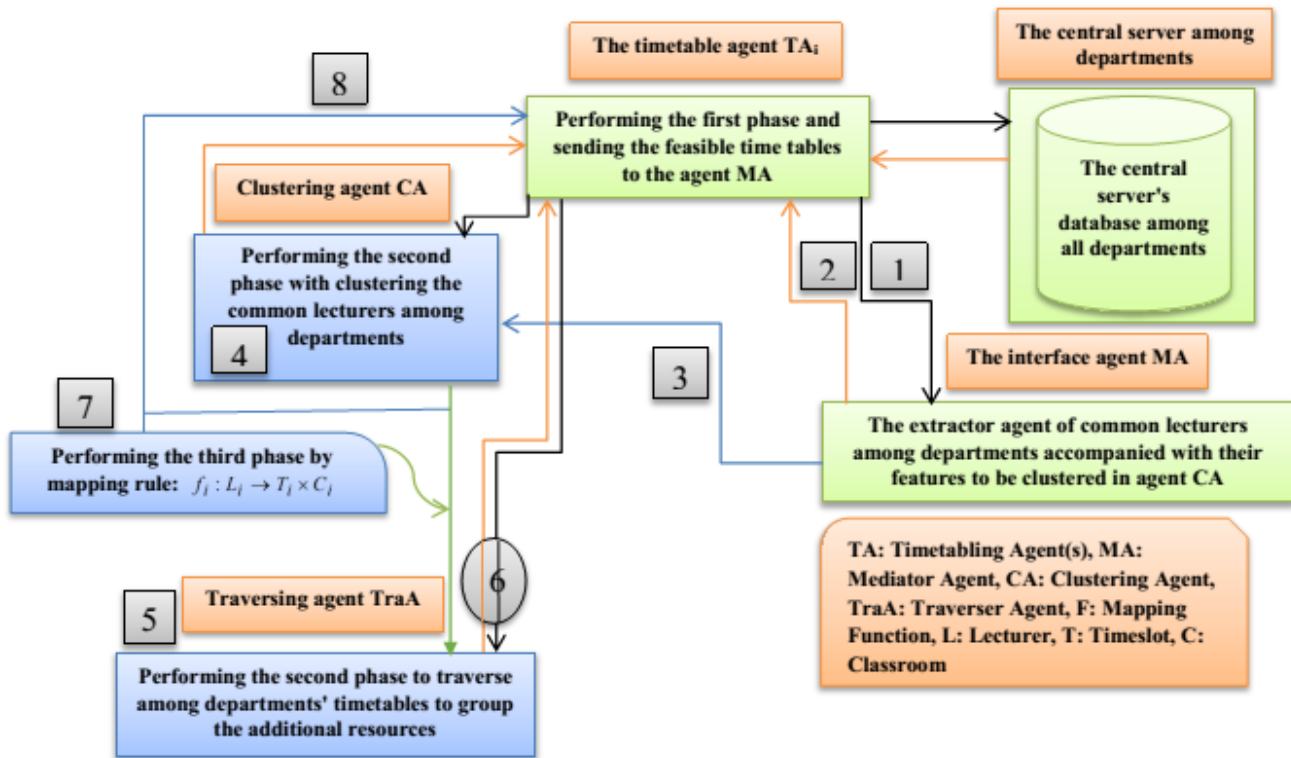 The timetable agent TAi
The central server among
departments
8
Performing the first phase and
sending the feasible time tables
to the agent MA
The central
server's
database among
all departments
Clustering agent CA
Performing the second
phase with clustering the
common lecturers among
departments
4
2
1
The interface agent MA
3
7
Performing the third phase by
mapping rule: fi : Li → Ti × Ci
The extractor agent of common lecturers
among departments accompanied with their
features to be clustered in agent CA
TA: Timetabling Agent(s), MA:
Mediator Agent, CA: Clustering Agent,
TraA: Traverser Agent, F: Mapping
Function, L: Lecturer, T: Timeslot, C:
Classroom
6
Traversing agent TraA
5
Performing the second phase to traverse
among departments' timetables to group
the additional resources